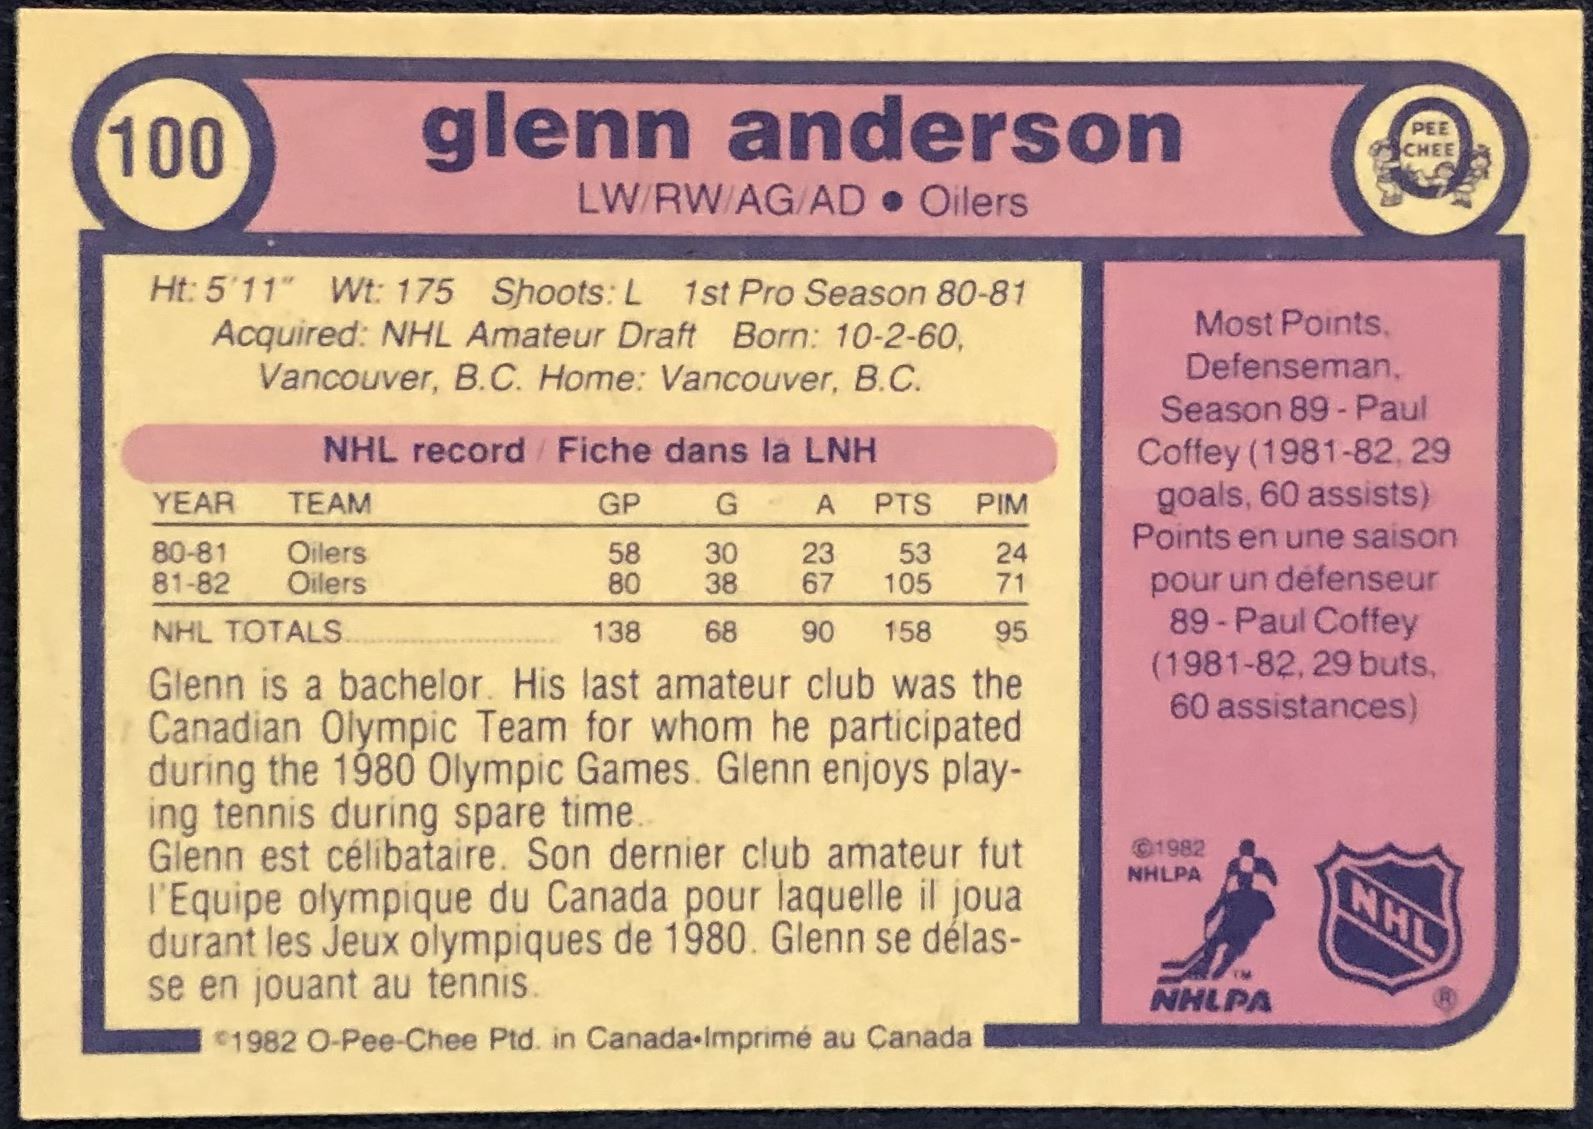 100
glenn anderson
PEE
CHEE
LW/RW/AG/AD • Oilers
Ht: 5'11" Wt: 175 Shoots: L 1st Pro Season 80-81
Acquired: NHL Amateur Draft Born: 10-2-60,
Vancouver, B.C. Home: Vancouver, B.C.
NHL record / Fiche dans la LNH
YEAR TEAM GP G A PTS PIM
80-81 Oilers 58 30 23 53 24
81-82 Oilers 80 38 67 105 71
NHL TOTALS 138 68 90 158 95
Glenn is a bachelor. His last amateur club was the
Canadian Olympic Team for whom he participated
during the 1980 Olympic Games. Glenn enjoys play-
ing tennis during spare time.
Glenn est célibataire. Son dernier club amateur fut
l'Equipe olympique du Canada pour laquelle il joua
durant les Jeux olympiques de 1980. Glenn se délas-
se en jouant au tennis.
Most Points,
Defenseman,
Season 89 - Paul
Coffey (1981-82, 29
goals, 60 assists)
Points en une saison
pour un défenseur
89 - Paul Coffey
(1981-82, 29 buts,
60 assistances)
©1982
NHLPA
™
NHLPA
NHL
®
©1982 O-Pee-Chee Ptd. in Canada•Imprimé au Canada